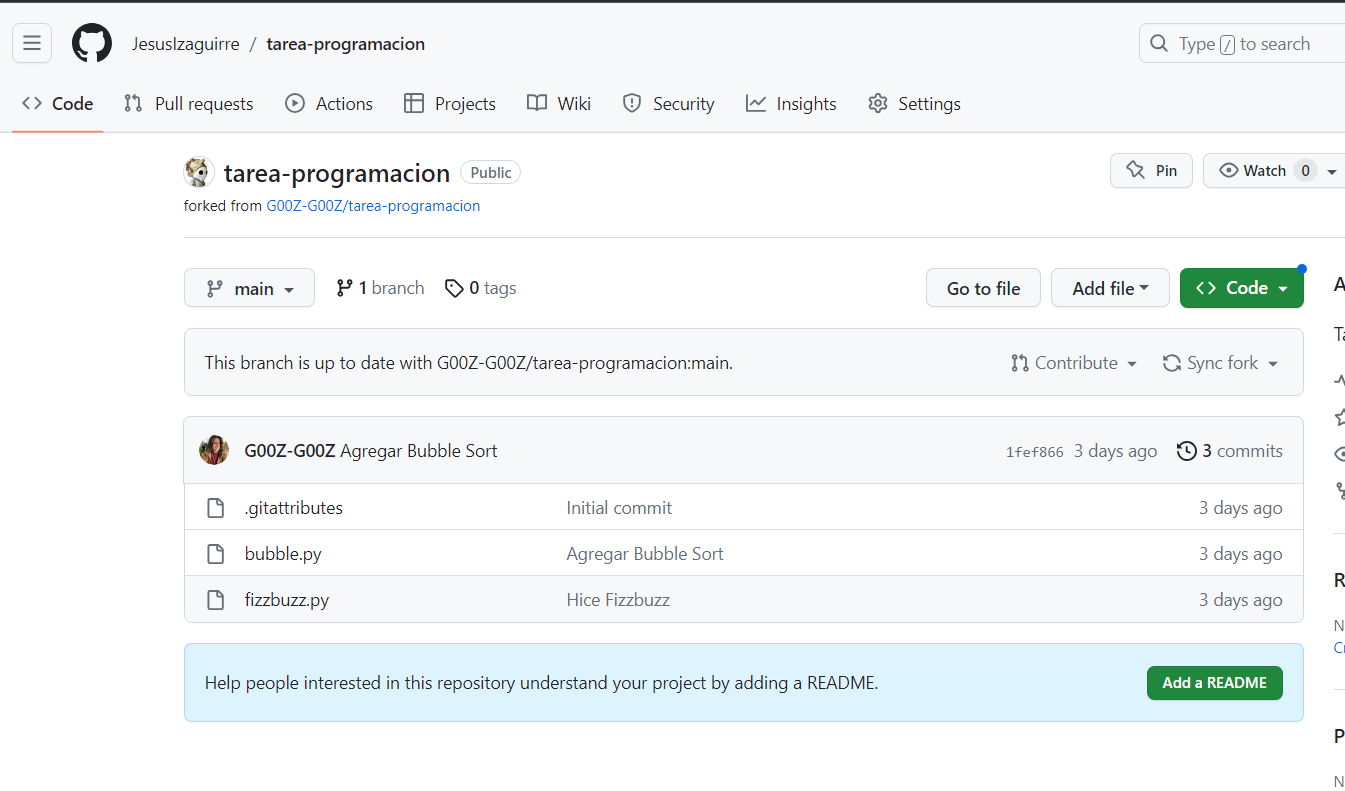 JesusIzaguirre / tarea-programacion
Type / to search
Code Pull requests Actions Projects Wiki Security Insights Settings
tarea-programacion Public
Pin Watch 0
forked from G00Z-G00Z/tarea-programacion
main 1 branch 0 tags Go to file Add file Code
This branch is up to date with G00Z-G00Z/tarea-programacion:main. Contribute Sync fork
G00Z-G00Z Agregar Bubble Sort 1fef866 3 days ago 3 commits
.gitattributes Initial commit 3 days ago
bubble.py Agregar Bubble Sort 3 days ago
fizzbuzz.py Hice Fizzbuzz 3 days ago
Help people interested in this repository understand your project by adding a README. Add a README